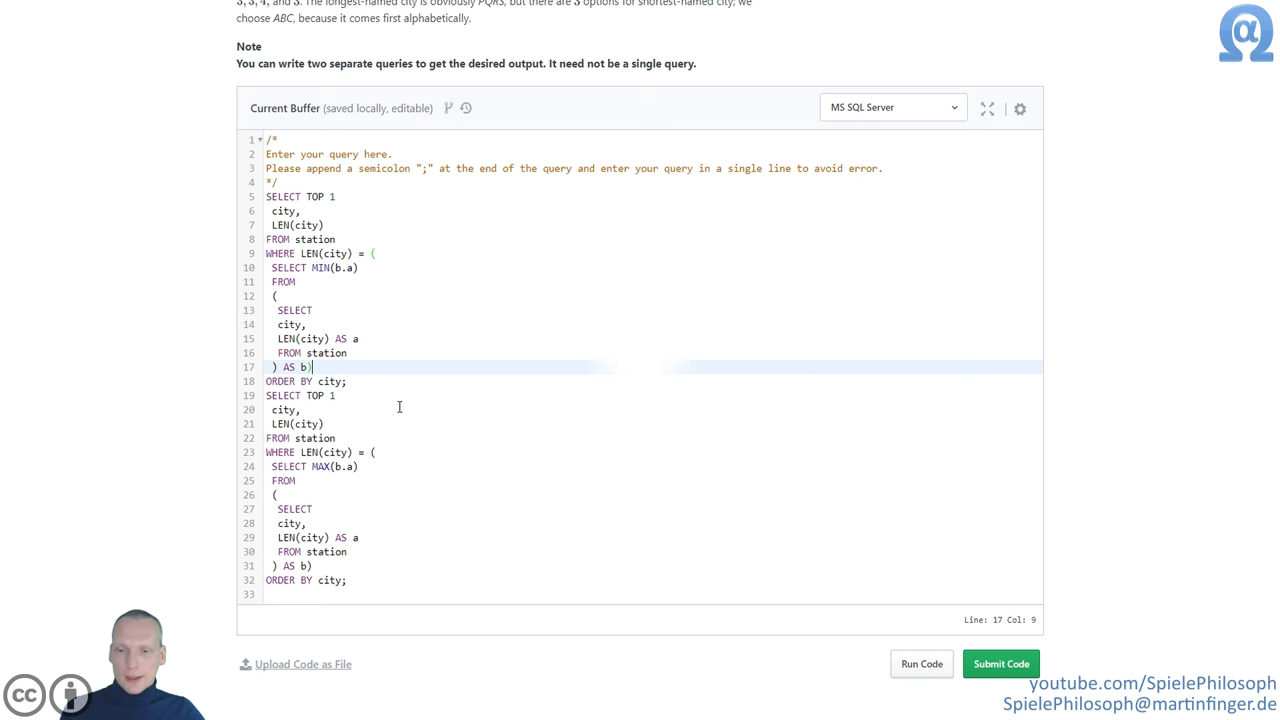 3, 3, 4, and 3. The longest-named city is obviously PQRS, but there are 3 options for shortest-named city; we
choose ABC, because it comes first alphabetically.
Note
You can write two separate queries to get the desired output. It need not be a single query.
Current Buffer (saved locally, editable)
MS SQL Server
1 /*
2 Enter your query here.
3 Please append a semicolon ";" at the end of the query and enter your query in a single line to avoid error.
4 */
5 SELECT TOP 1
6 city,
7 LEN(city)
8 FROM station
9 WHERE LEN(city) = (
10 SELECT MIN(b.a)
11 FROM
12 (
13 SELECT
14 city,
15 LEN(city) AS a
16 FROM station
17 ) AS b)
18 ORDER BY city;
19 SELECT TOP 1
20 city,
21 LEN(city)
22 FROM station
23 WHERE LEN(city) = (
24 SELECT MAX(b.a)
25 FROM
26 (
27 SELECT
28 city,
29 LEN(city) AS a
30 FROM station
31 ) AS b)
32 ORDER BY city;
33
Line: 17 Col: 9
Upload Code as File
Run Code
Submit Code
cc
youtube.com/SpielePhilosoph
SpielePhilosoph@martinfinger.de